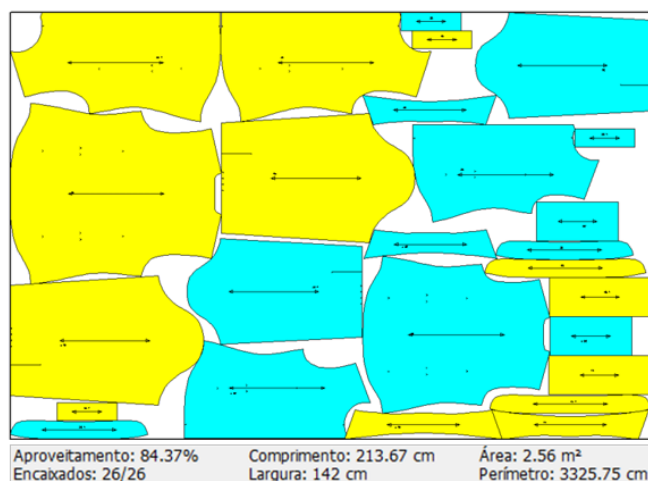 Aproveitamento: 84.37% Comprimento: 213.67 cm Área: 2.56 m²
Encaixados: 26/26 Largura: 142 cm Perímetro: 3325.75 cm